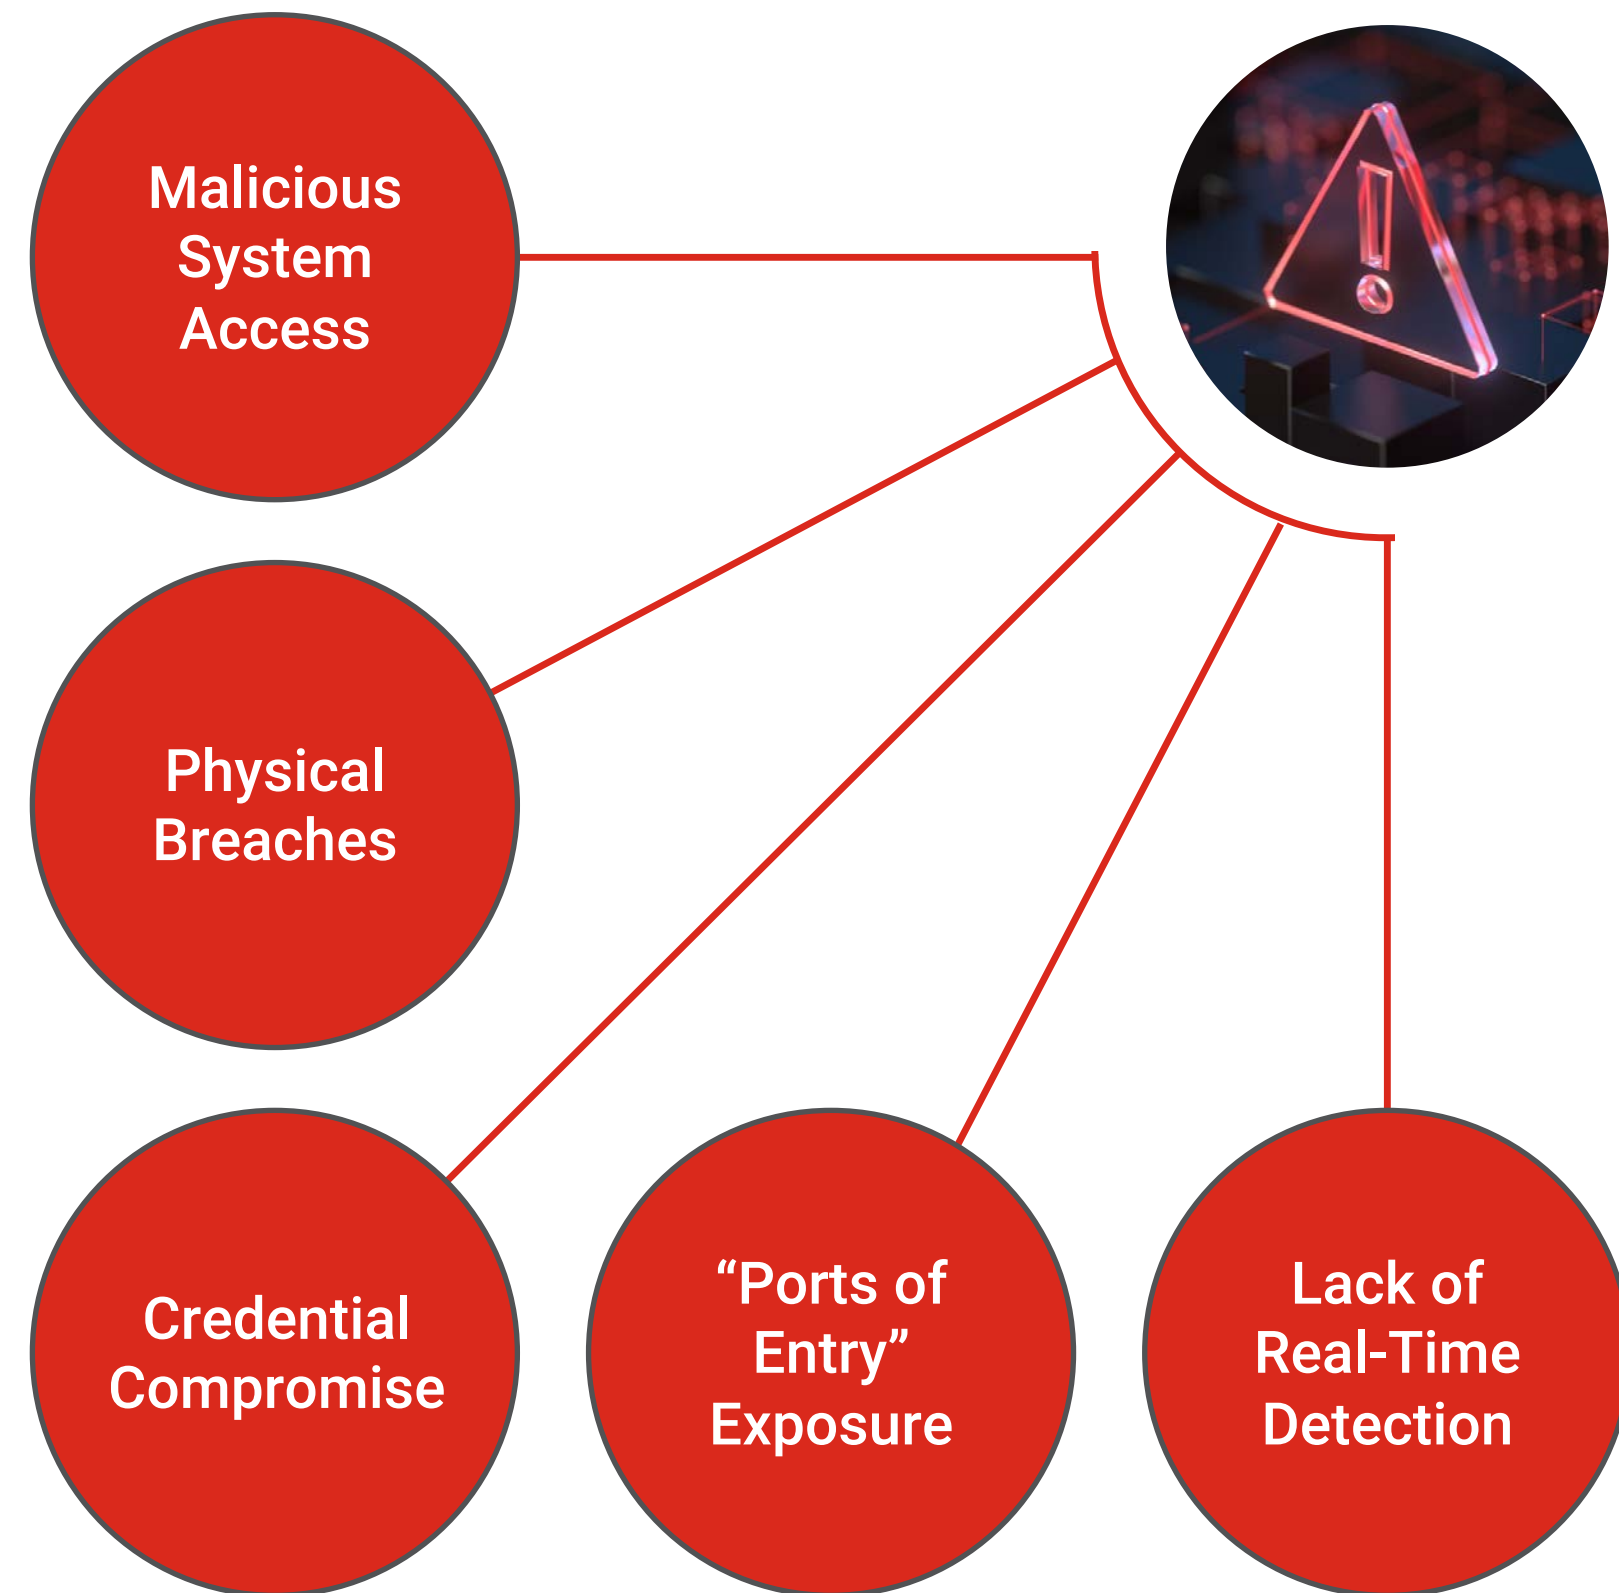 Malicious
System
Access
Physical
Breaches
Credential
Compromise
“Ports of
Entry”
Exposure
Lack of
Real-Time
Detection